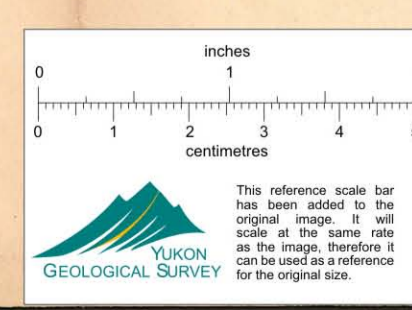 inches
0 1
0 1 2 3 4
centimetres
YUKON
GEOLOGICAL SURVEY
This reference scale bar
has been added to the
original image. It will
scale at the same rate
as the image, therefore it
can be used as a reference
for the original size.